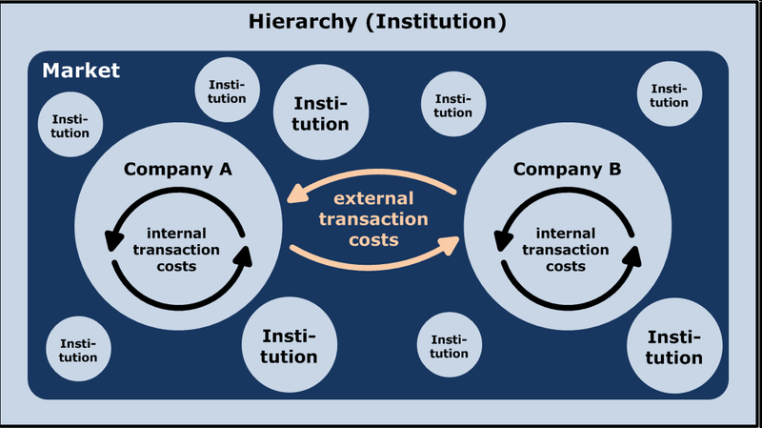 Hierarchy (Institution)
Market
Insti-
tution
Insti-
tution
Insti-
tution
Insti-
tution
Insti-
tution
Company A
internal
transaction
costs
external
transaction
costs
Company B
internal
transaction
costs
Insti-
tution
Insti-
tution
Insti-
tution
Insti-
tution